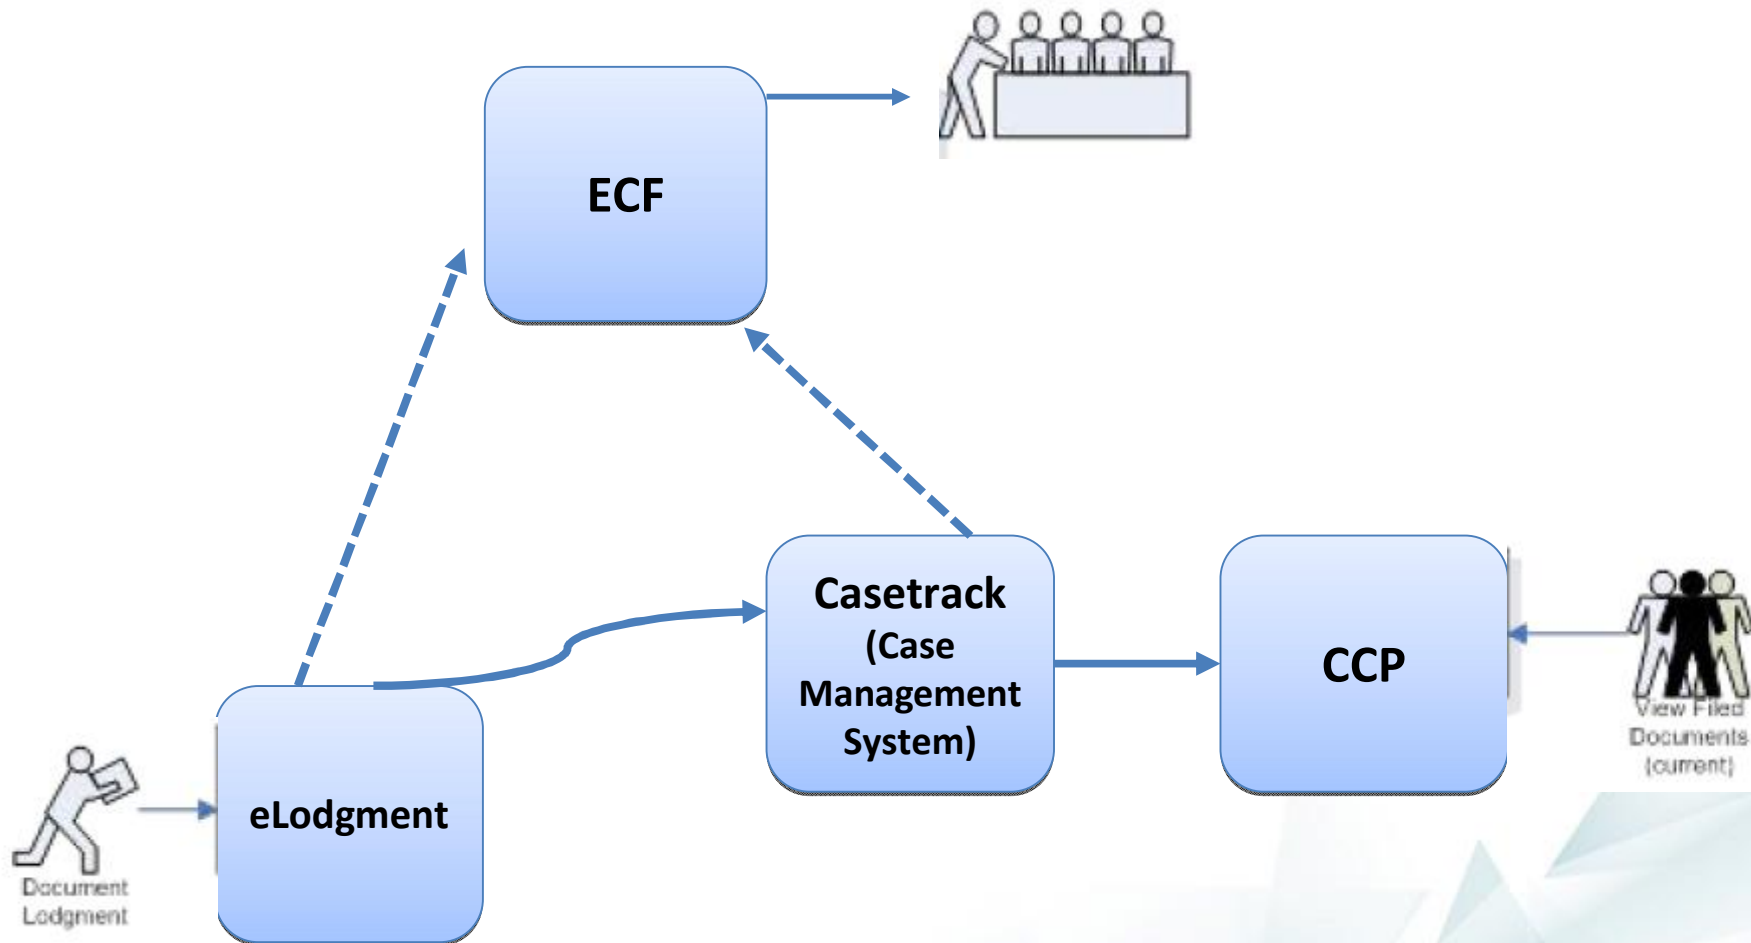 ECF
Casetrack
(Case
Management
System)
CCP
View Filed
Documents
(current)
eLodgment
Document
Lodgment